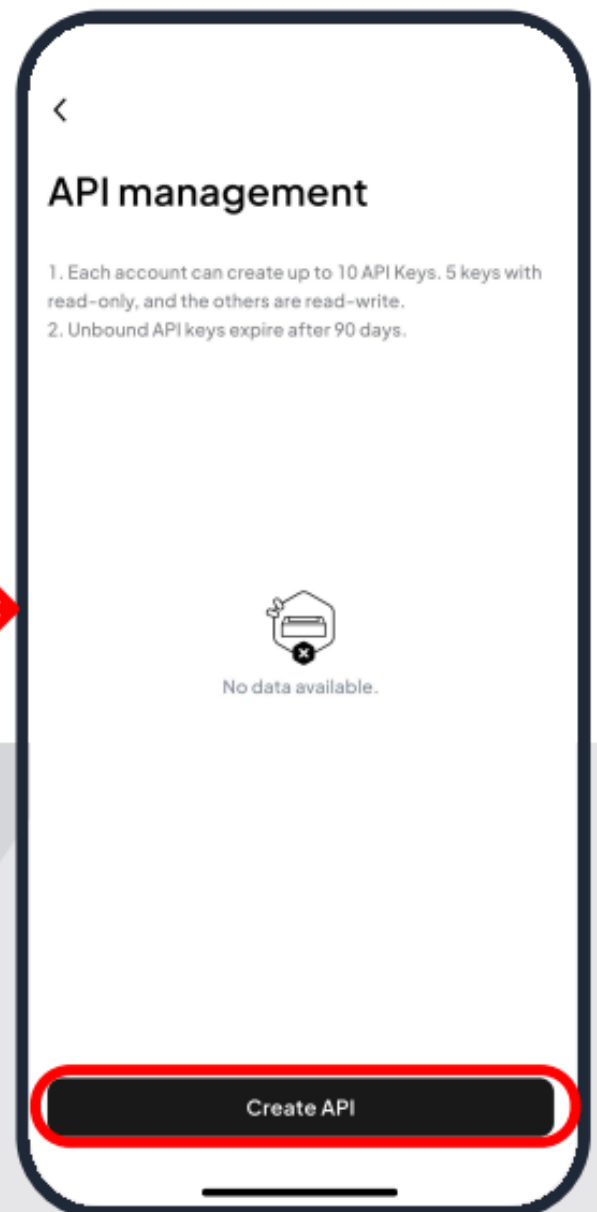 API management
1. Each account can create up to 10 API Keys. 5 keys with
read-only, and the others are read-write.
2. Unbound API keys expire after 90 days.
No data available.
Create API